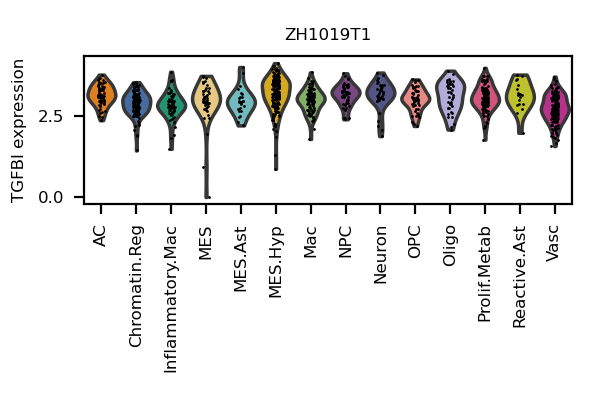 ZH1019T1
TGFBI expression
2.5
0.0
AC
Chromatin.Reg
Inflammatory.Mac
MES
MES.Ast
MES.Hyp
Mac
NPC
Neuron
OPC
Oligo
Prolif.Metab
Reactive.Ast
Vasc